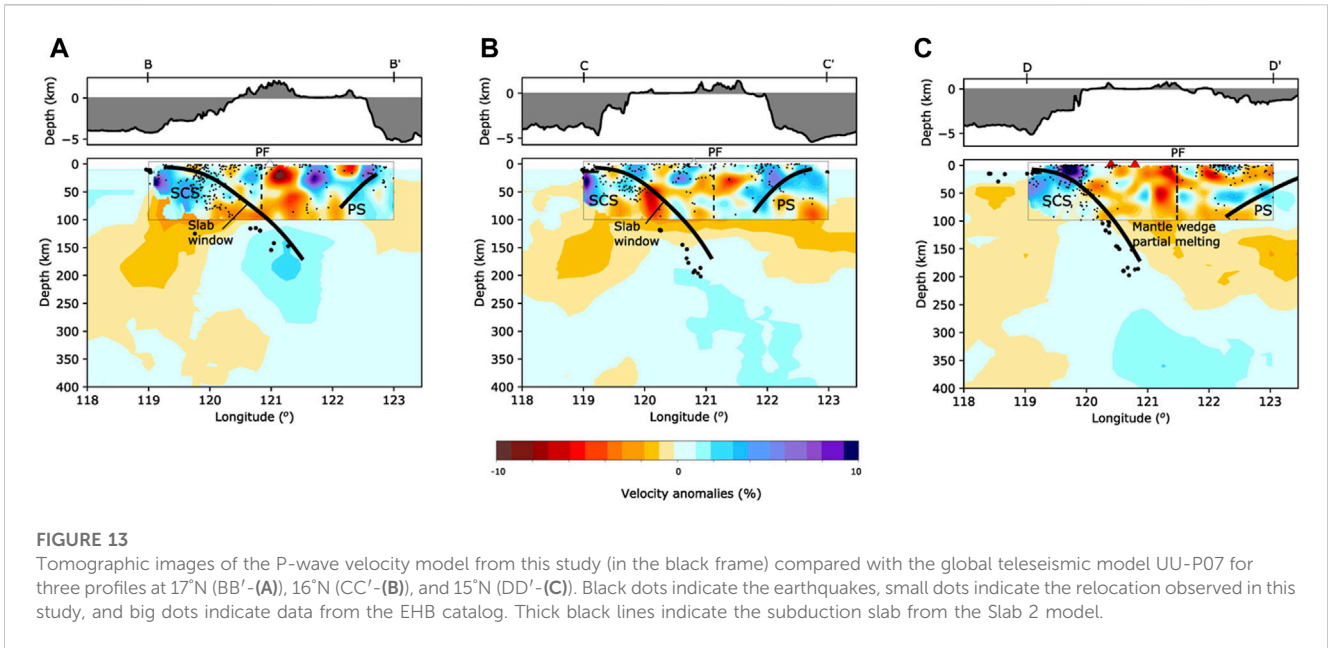 A
B
B'
Depth (km)
0
−5
PF
0
50
100
150
200
250
300
350
400
Depth (km)
SCS
Slab
window
PS
118
119
120
121
122
123
Longitude (°)
B
C
C'
Depth (km)
0
−5
PF
0
50
100
150
200
250
300
350
400
Depth (km)
Slab
window
PS
118
119
120
121
122
123
Longitude (°)
C
D
D'
Depth (km)
0
−5
PF
0
50
100
150
200
250
300
350
400
Depth (km)
SCS
Mantle wedge
partial melting
PS
118
119
120
121
122
123
Longitude (°)
-10
0
10
Velocity anomalies (%)
FIGURE 13
Tomographic images of the P-wave velocity model from this study (in the black frame) compared with the global teleseismic model UU-P07 for
three profiles at 17°N (BB′-(A)), 16°N (CC′-(B)), and 15°N (DD′-(C)). Black dots indicate the earthquakes, small dots indicate the relocation observed in this
study, and big dots indicate data from the EHB catalog. Thick black lines indicate the subduction slab from the Slab 2 model.